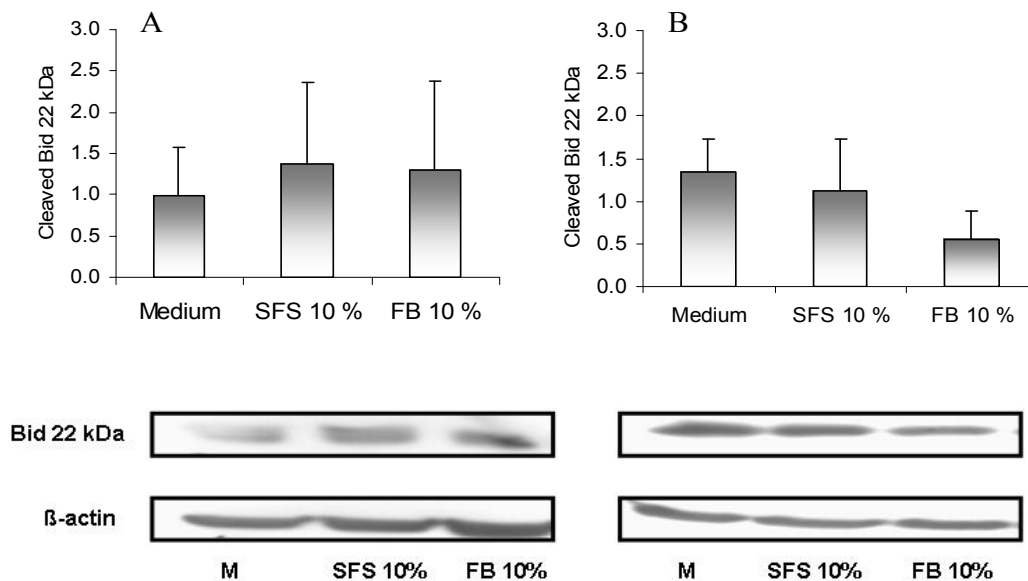 A
Cleaved Bid 22 kDa
3.0
2.5
2.0
1.5
1.0
0.5
0.0
Medium SFS 10 % FB 10 %
B
Cleaved Bid 22 kDa
3.0
2.5
2.0
1.5
1.0
0.5
0.0
Medium SFS 10 % FB 10 %
Bid 22 kDa
ß-actin
M SFS 10% FB 10%
M SFS 10% FB 10%